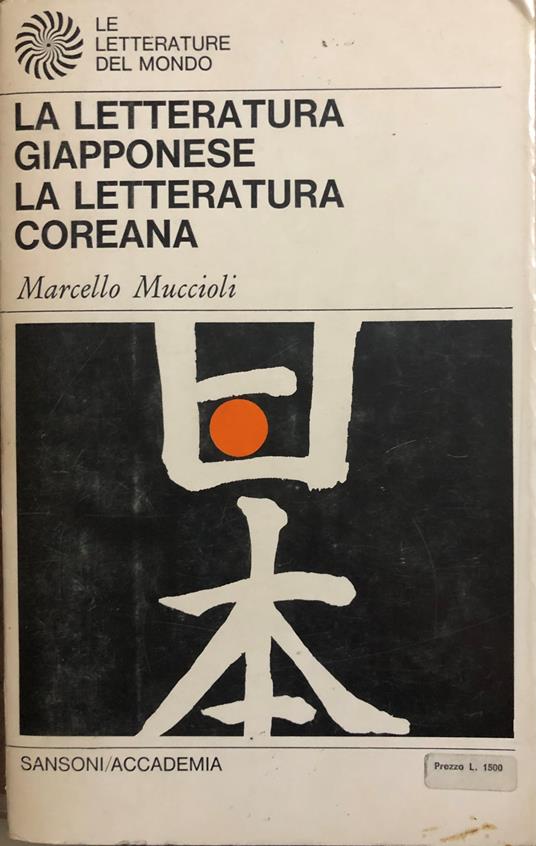 LE
LETTERATURE
DEL MONDO
LA LETTERATURA
GIAPPONESE
LA LETTERATURA
COREANA
Marcello Muccioli
日
本
SANSONI/ACCADEMIA
Prezzo L. 1500